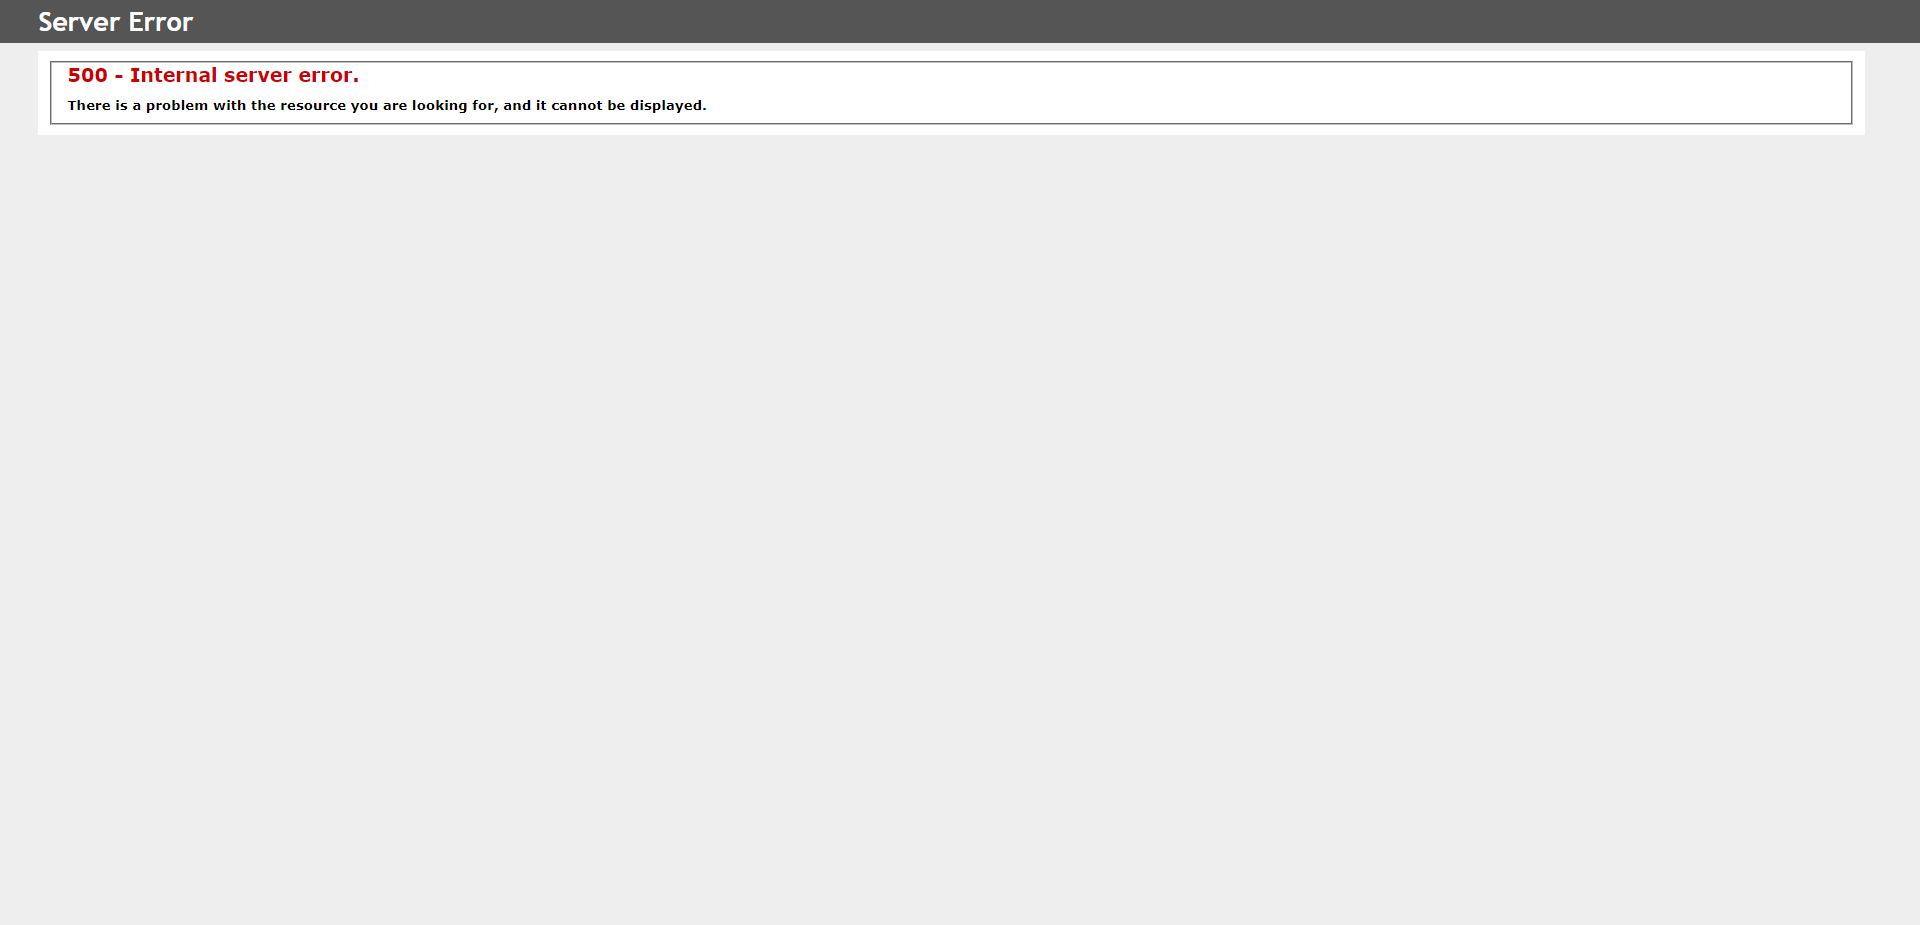 Server Error
500 - Internal server error.
There is a problem with the resource you are looking for, and it cannot be displayed.